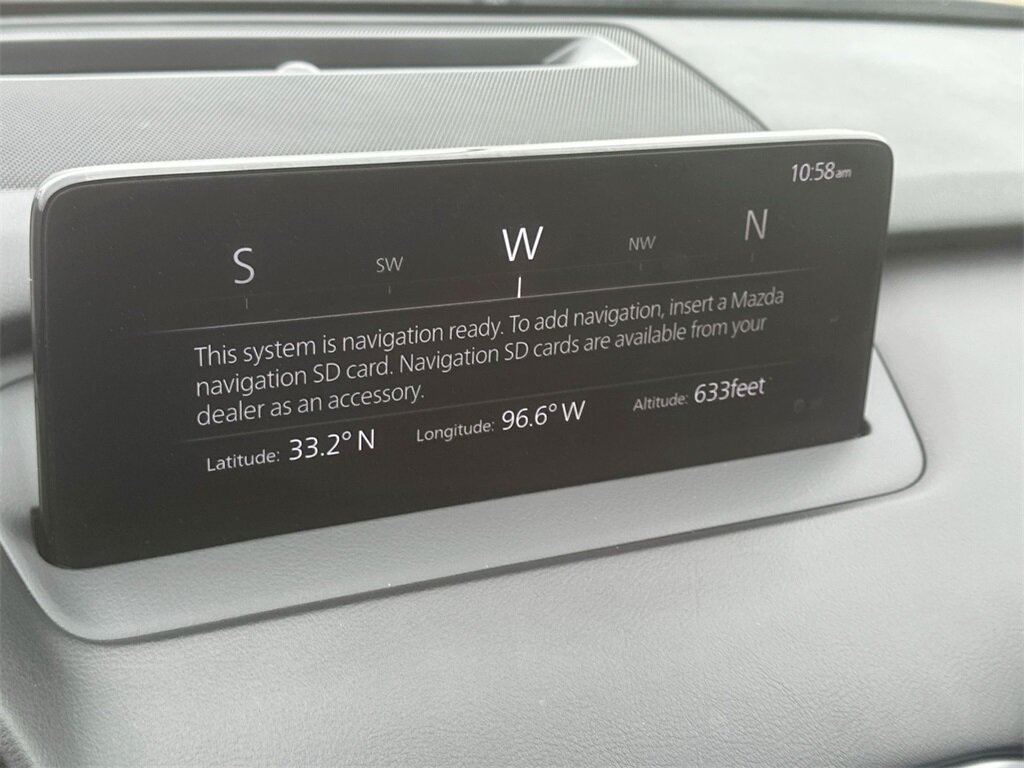 10:58am
S SW W NW N
This system is navigation ready. To add navigation, insert a Mazda
navigation SD card. Navigation SD cards are available from your
dealer as an accessory.
Latitude: 33.2° N Longitude: 96.6° W Altitude: 633feet